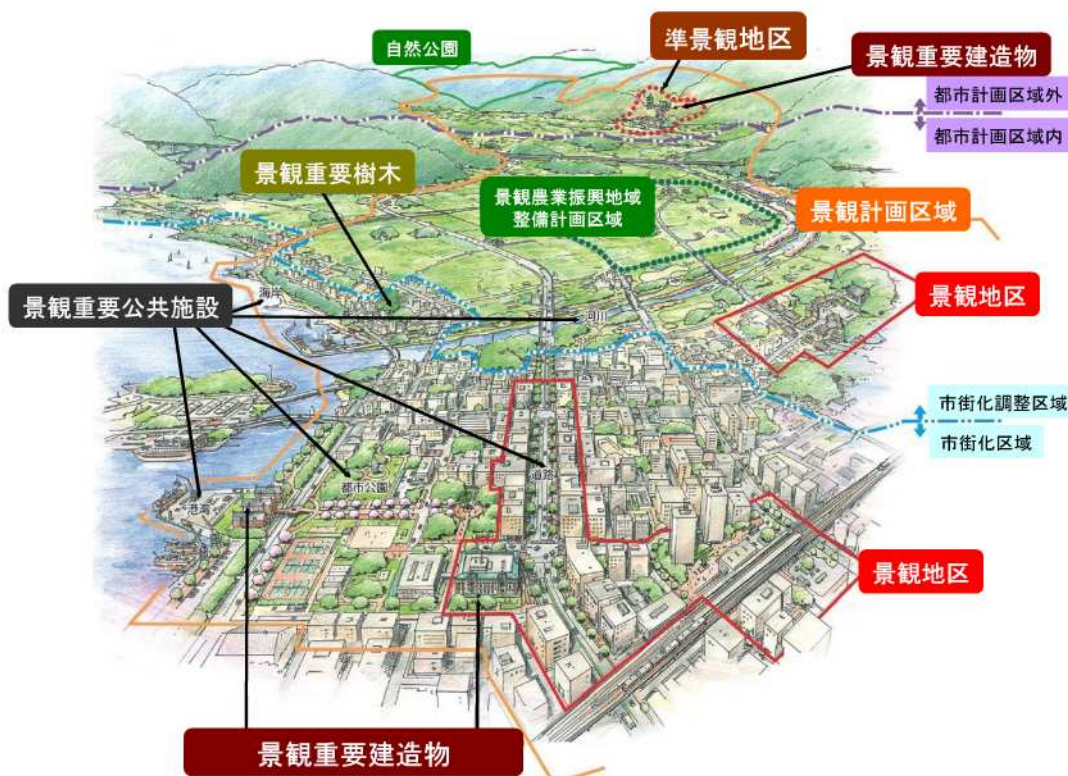 自然公園
準景観地区
景観重要建造物
都市計画区域外
都市計画区域内
景観重要樹木
景観農業振興地域
整備計画区域
景観計画区域
景観重要公共施設
海岸
河川
景観地区
市街化調整区域
市街化区域
道路
都市公園
港湾
景観地区
景観重要建造物